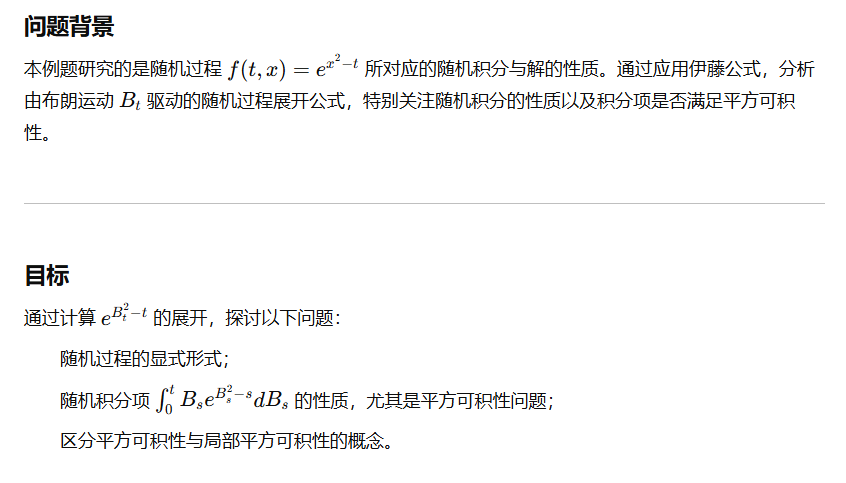 问题背景
本例题研究的是随机过程 f(t, x) = e^{x^2−t} 所对应的随机积分与解的性质。通过应用伊藤公式，分析
由布朗运动 B_t 驱动的随机过程展开公式，特别关注随机积分的性质以及积分项是否满足平方可积
性。
目标
通过计算 e^{B_t^2−t} 的展开，探讨以下问题：
随机过程的显式形式；
随机积分项 ∫_0^t B_s e^{B_s^2−s} dB_s 的性质，尤其是平方可积性问题；
区分平方可积性与局部平方可积性的概念。